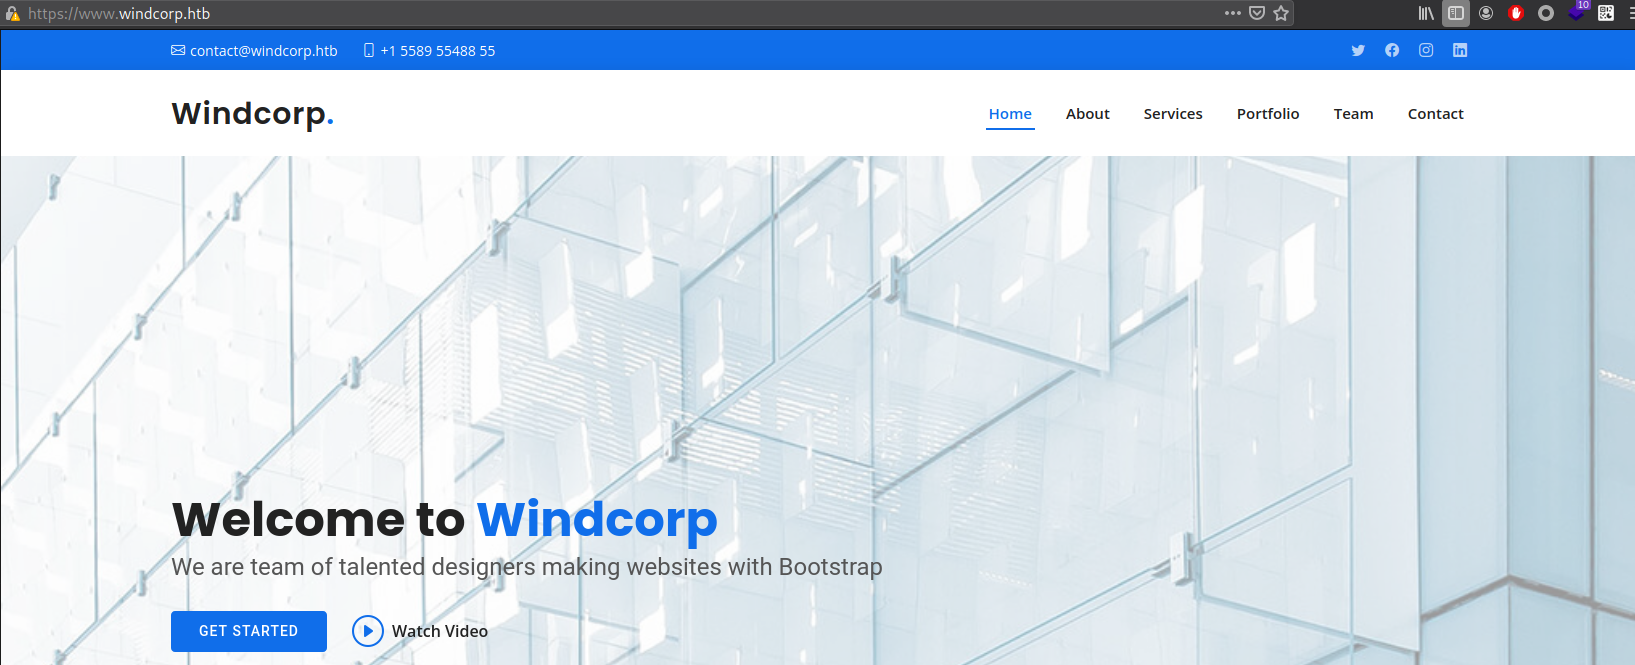 https://www.windcorp.htb
10
contact@windcorp.htb +1 5589 55488 55
Windcorp.
Home About Services Portfolio Team Contact
Welcome to Windcorp
We are team of talented designers making websites with Bootstrap
GET STARTED Watch Video